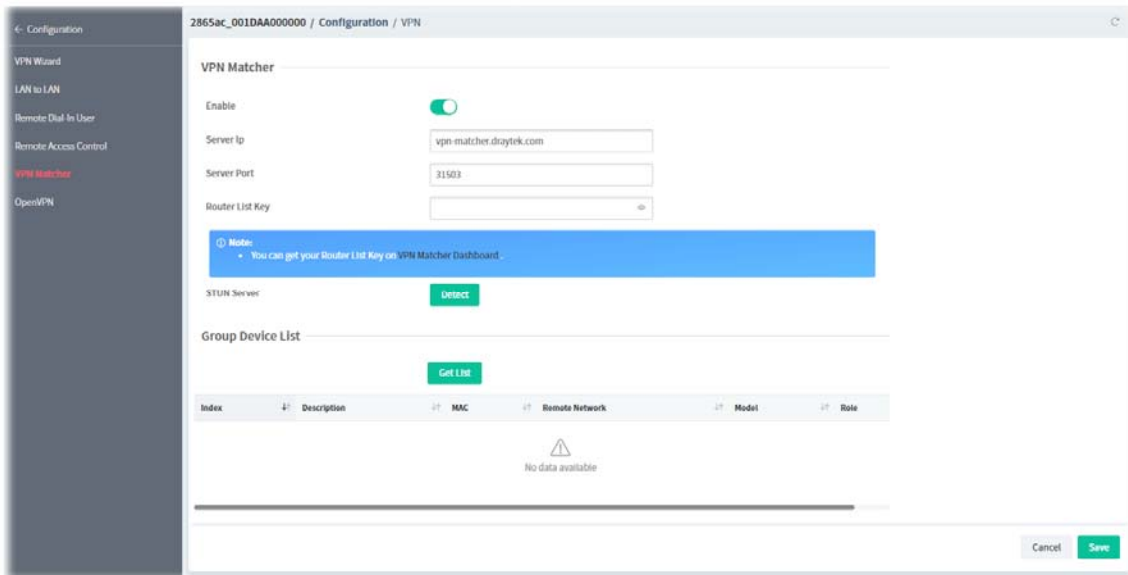 ← Configuration
VPN Wizard
LAN to LAN
Remote Dial-In User
Remote Access Control
VPN Matcher
OpenVPN
2865ac_001DAA000000 / Configuration / VPN
VPN Matcher
Enable
Server Ip
vpn-matcher.draytek.com
Server Port
31503
Router List Key
Note:
• You can get your Router List Key on VPN Matcher Dashboard .
STUN Server
Detect
Group Device List
Get List
Index Description MAC Remote Network Model Role
No data available
Cancel Save